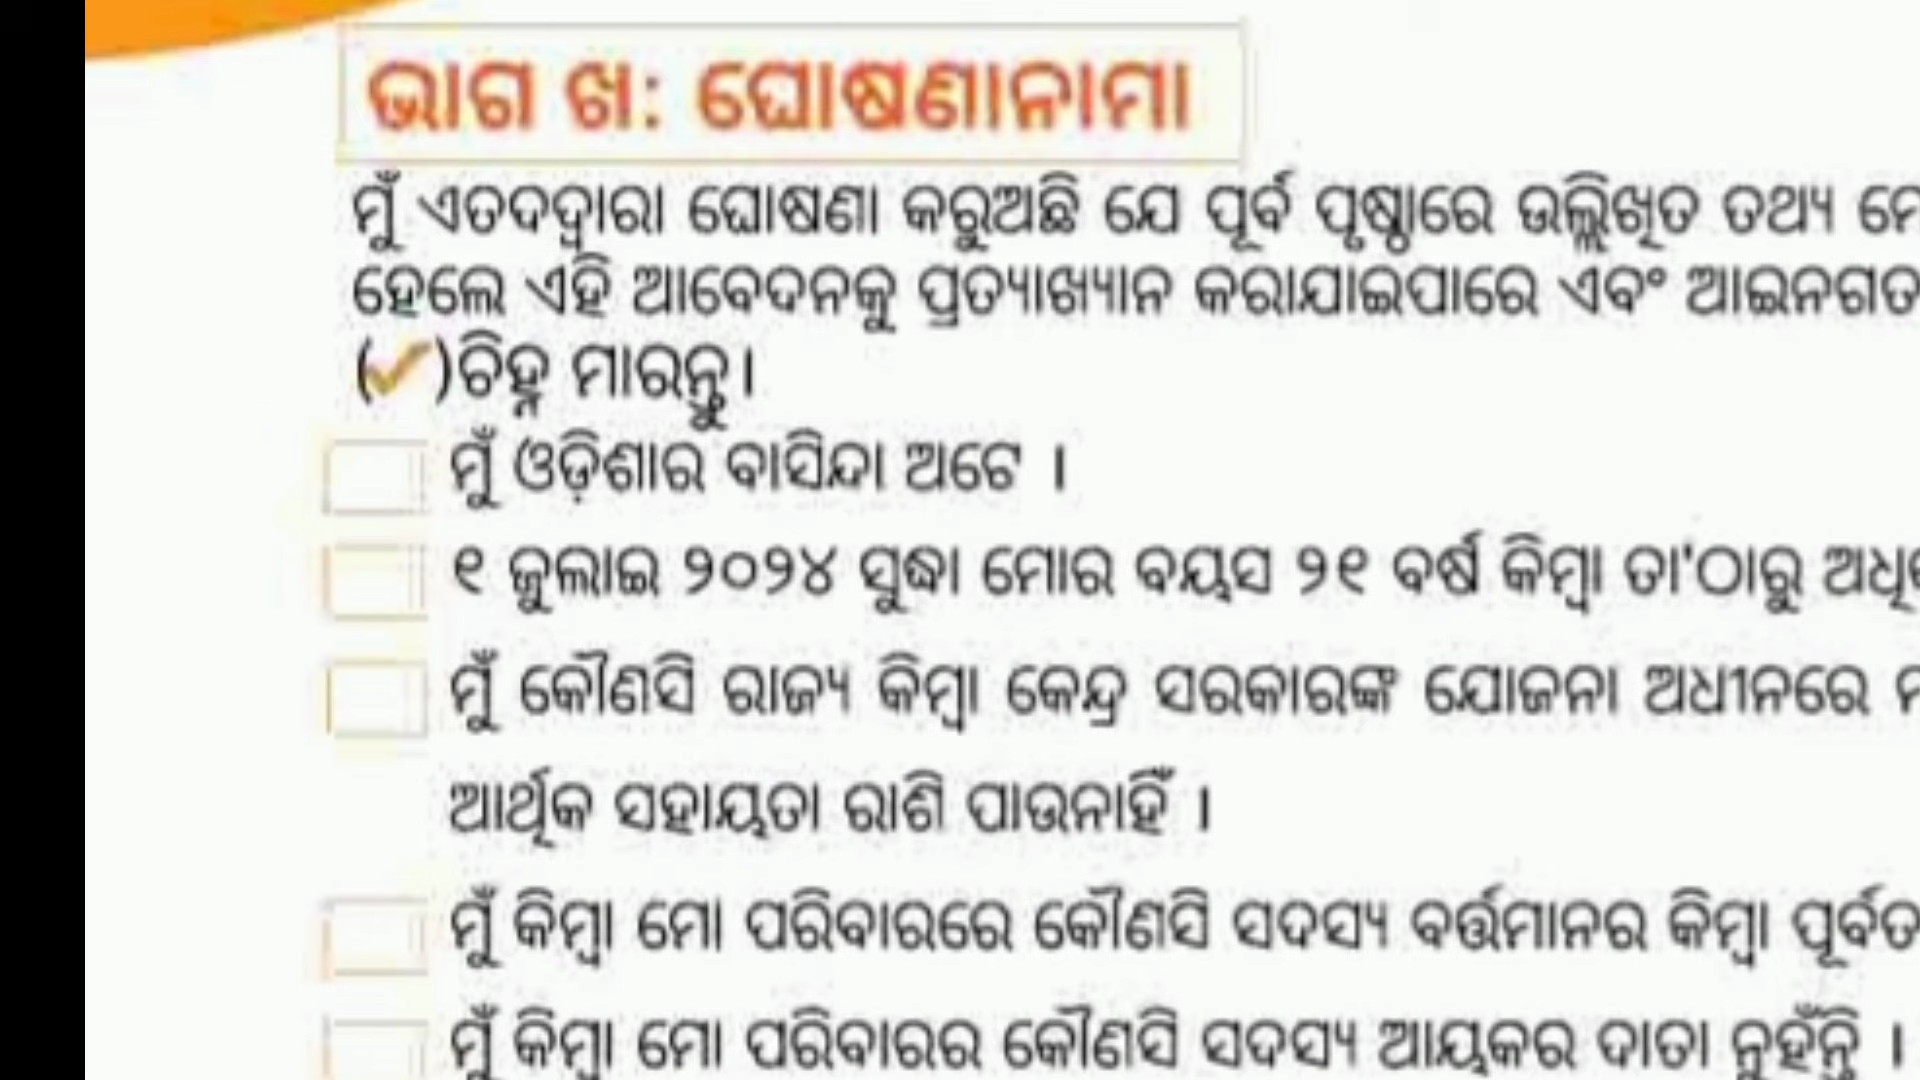 ଭାଗ ଖ: ଘୋଷଣାନାମା
ମୁଁ ଏତଦଦ୍ୱାରା ଘୋଷଣା କରୁଅଛି ଯେ ପୂର୍ବ ପୃଷ୍ଠାରେ ଉଲ୍ଲିଖିତ ତଥ୍ୟ
ହେଲେ ଏହି ଆବେଦନକୁ ପ୍ରତ୍ୟାଖ୍ୟାନ କରାଯାଇପାରେ ଏବଂ ଆଇନଗତ
(✓)ଚିହ୍ନ ମାରନ୍ତୁ।
ମୁଁ ଓଡ଼ିଶାର ବାସିନ୍ଦା ଅଟେ ।
୧ ଜୁଲାଇ ୨୦୨୪ ସୁଦ୍ଧା ମୋର ବୟସ ୨୧ ବର୍ଷ କିମ୍ବା ତା'ଠାରୁ
ମୁଁ କୌଣସି ରାଜ୍ୟ କିମ୍ବା କେନ୍ଦ୍ର ସରକାରଙ୍କ ଯୋଜନା ଅଧୀନରେ
ଆର୍ଥିକ ସହାୟତା ରାଶି ପାଉନାହିଁ ।
ମୁଁ କିମ୍ବା ମୋ ପରିବାରରେ କୌଣସି ସଦସ୍ୟ ବର୍ତ୍ତମାନର କିମ୍ବା
ମୁଁ କିମ୍ବା ମୋ ପରିବାରର କୌଣସି ସଦସ୍ୟ ଆୟକର ଦାତା ନୁହଁନ୍ତି ।